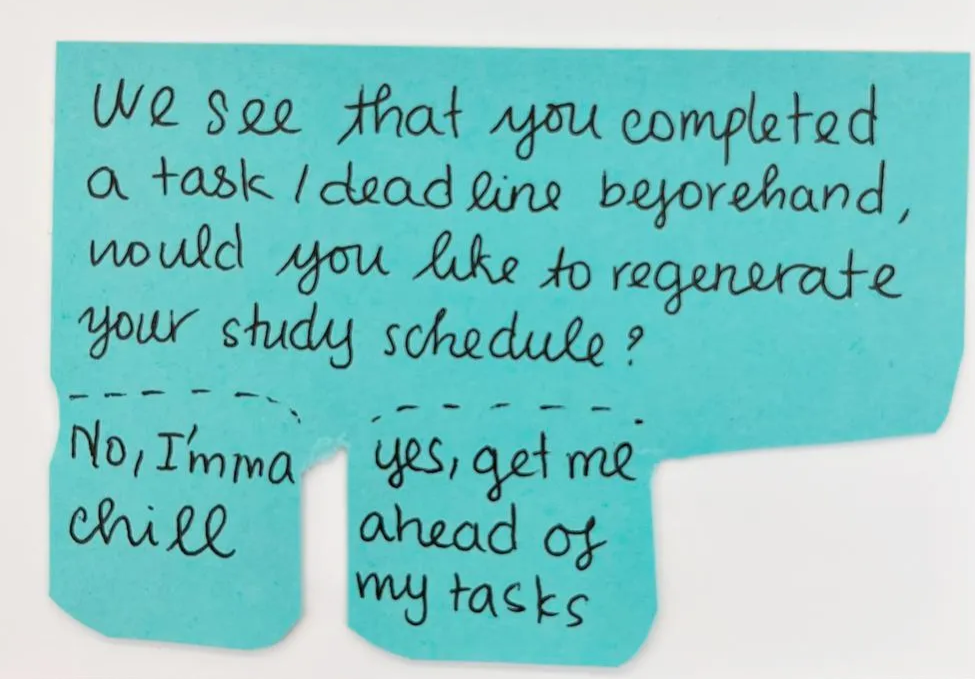 We see that you completed
a task / deadline beforehand,
would you like to regenerate
your study schedule?
No, I'mma
chill
yes, get me
ahead of
my tasks